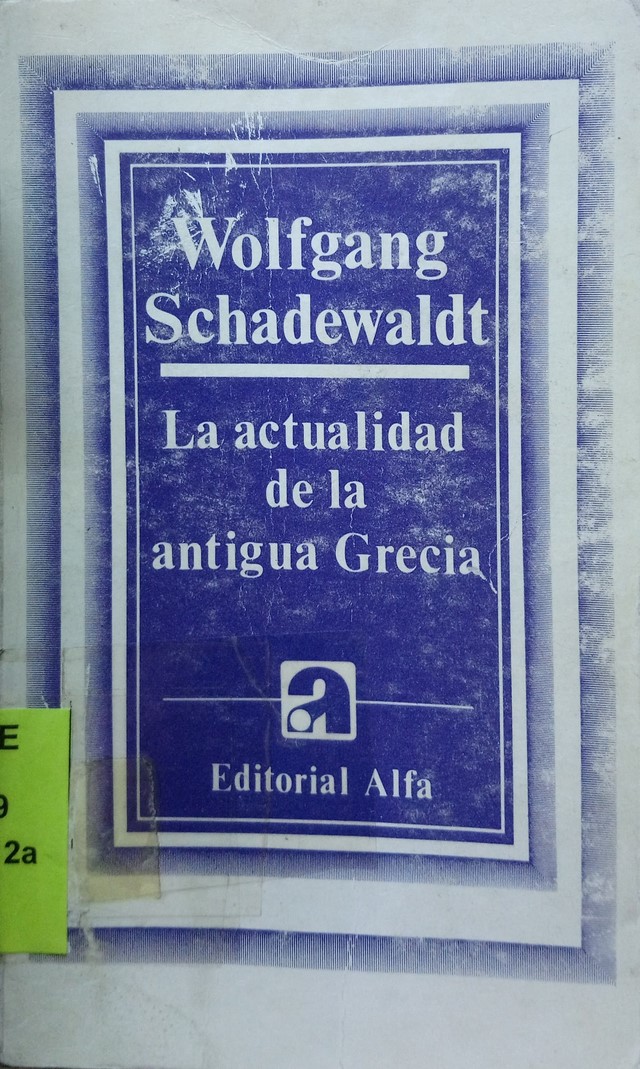 Wolfgang
Schadewaldt
La actualidad
de la
antigua Grecia
a
Editorial Alfa
E
9
2a